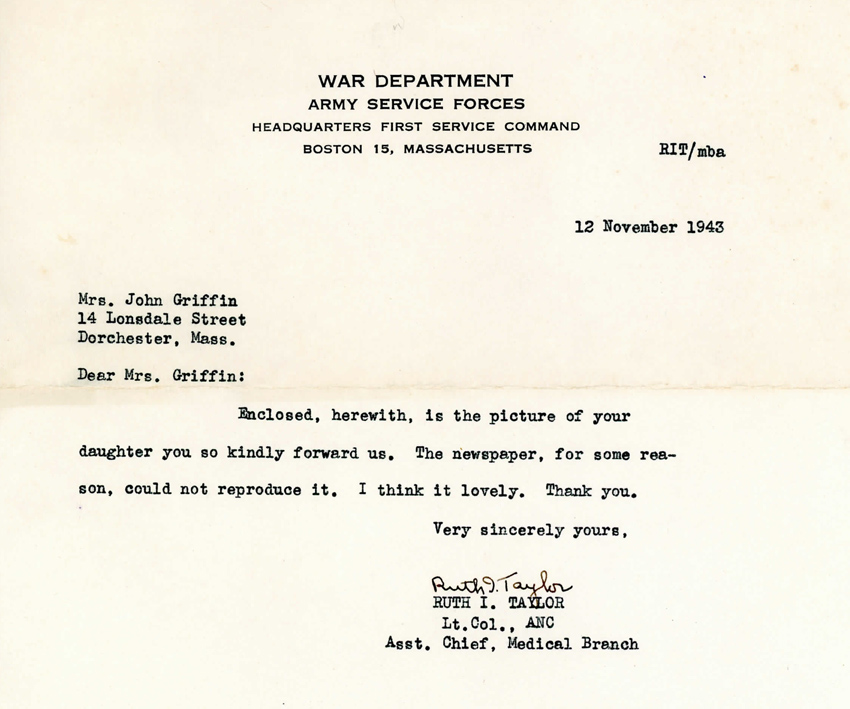 WAR DEPARTMENT
ARMY SERVICE FORCES
HEADQUARTERS FIRST SERVICE COMMAND
BOSTON 15, MASSACHUSETTS
RIT/mba
12 November 1943
Mrs. John Griffin
14 Lonsdale Street
Dorchester, Mass.
Dear Mrs. Griffin:
Enclosed, herewith, is the picture of your
daughter you so kindly forward us. The newspaper, for some rea-
son, could not reproduce it. I think it lovely. Thank you.
Very sincerely yours,
Ruth I. Taylor
RUTH I. TAYLOR
Lt.Col., ANC
Asst. Chief, Medical Branch